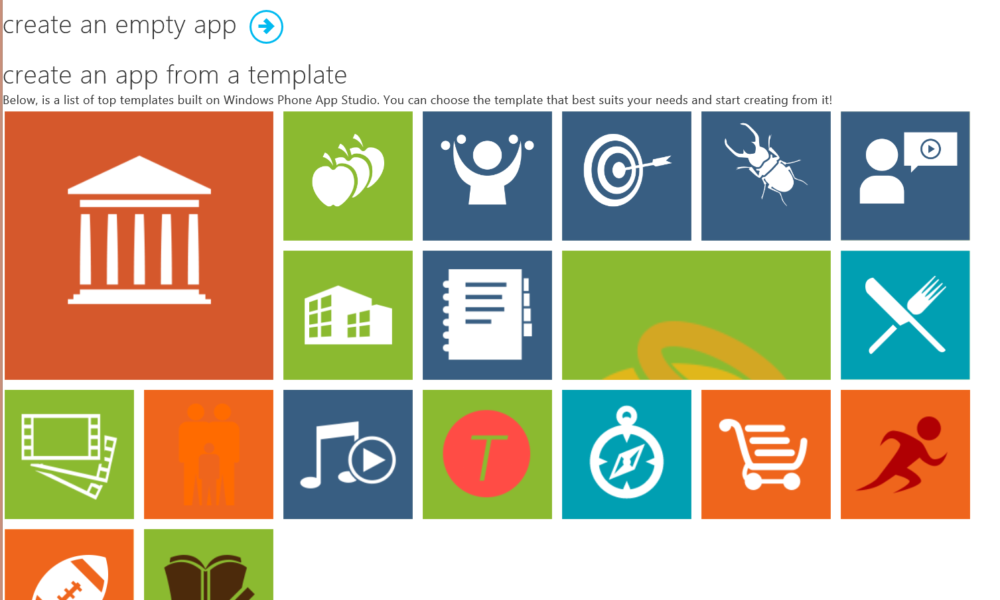 create an empty app
create an app from a template
Below, is a list of top templates built on Windows Phone App Studio. You can choose the template that best suits your needs and start creating from it!
T